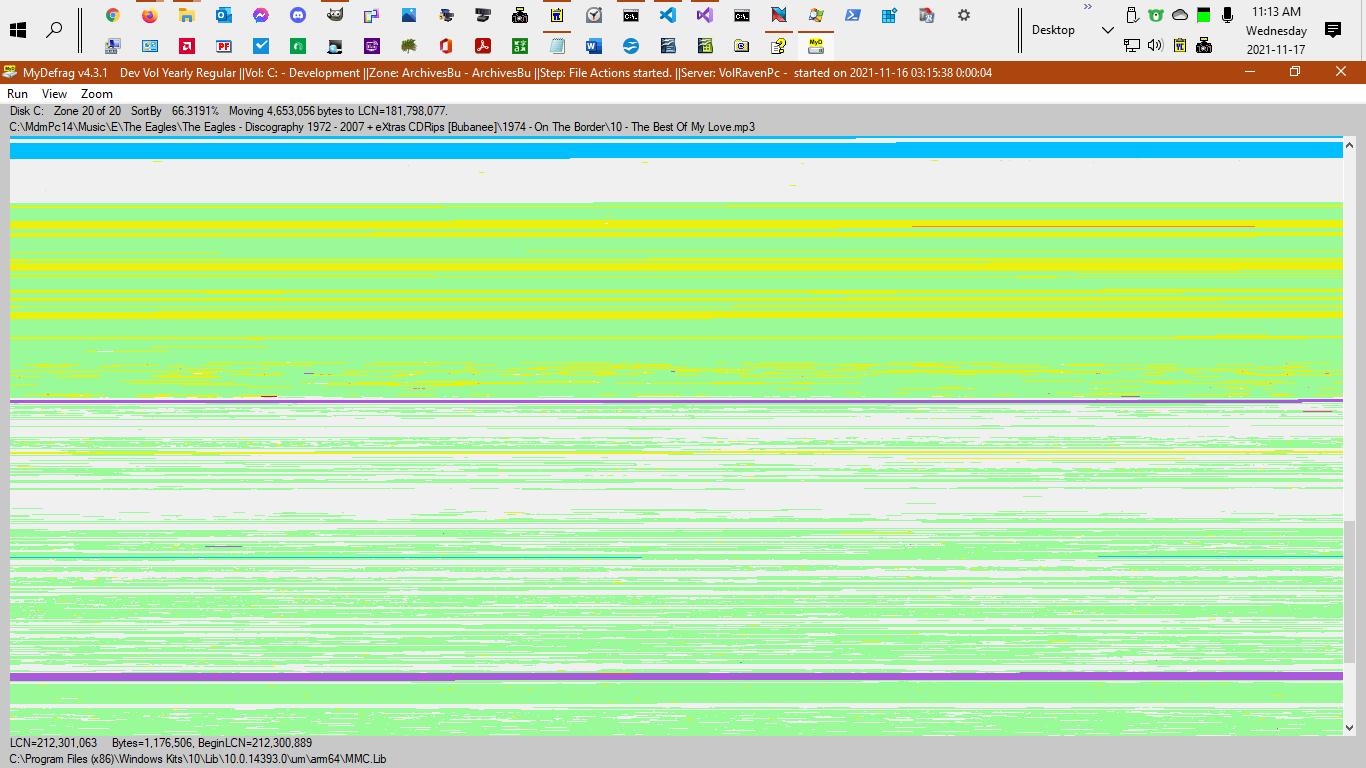 11:13 AM
Desktop
Wednesday
2021-11-17
MyDefrag v4.3.1 Dev Vol Yearly Regular ||Vol: C: - Development ||Zone: ArchivesBu - ArchivesBu ||Step: File Actions started. ||Server: VolRavenPc - started on 2021-11-16 03:15:38 0:00:04
Run View Zoom
Disk C: Zone 20 of 20 SortBy 66.3191% Moving 4,653,056 bytes to LCN=181,798,077.
C:\MdmPc14\Music\E\The Eagles\The Eagles - Discography 1972 - 2007 + eXtras CDRips [Bubanee]\1974 - On The Border\10 - The Best Of My Love.mp3
LCN=212,301,063 Bytes=1,176,506, BeginLCN=212,300,889
C:\Program Files (x86)\Windows Kits\10\Lib\10.0.14393.0\um\arm64\MMC.Lib